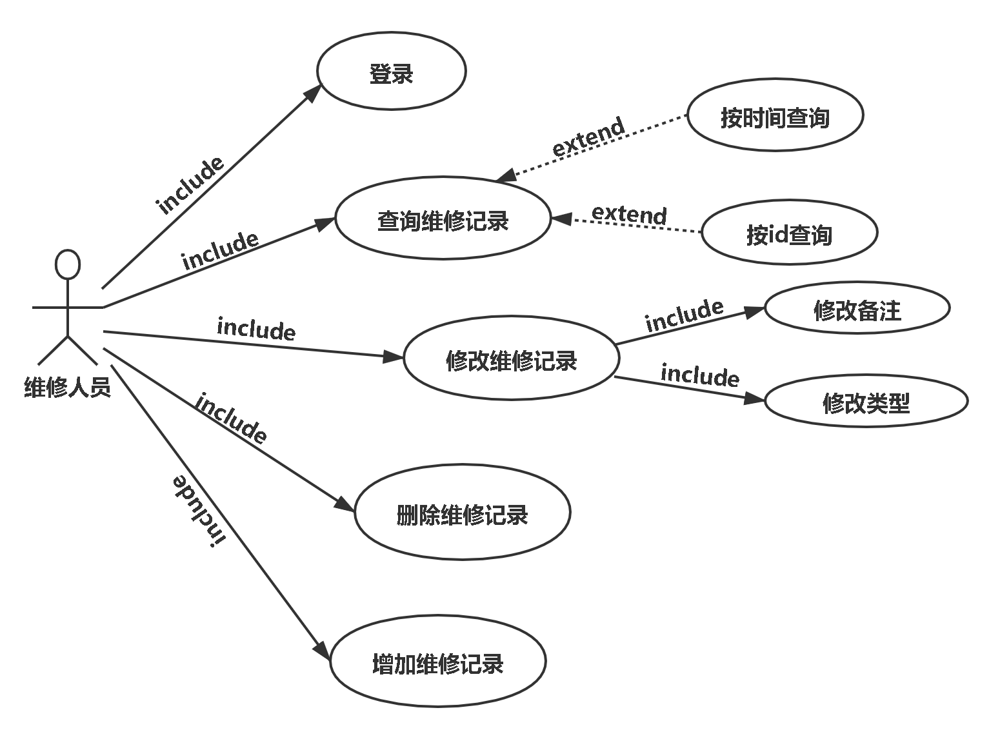 登录
include
按时间查询
extend
查询维修记录
include
extend
按id查询
include
修改备注
include
修改维修记录
include
修改类型
维修人员
include
删除维修记录
include
增加维修记录